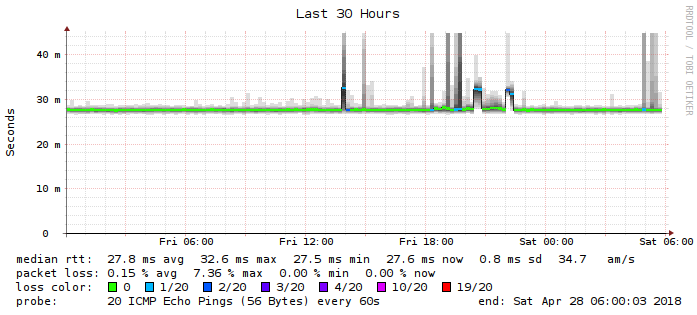 Last 30 Hours
RRDTOOL / TOBI OETIKER
Seconds
40 m
30 m
20 m
10 m
0
Fri 06:00 Fri 12:00 Fri 18:00 Sat 00:00 Sat 06:00
median rtt: 27.8 ms avg 32.6 ms max 27.5 ms min 27.6 ms now 0.8 ms sd 34.7 am/s
packet loss: 0.15 % avg 7.36 % max 0.00 % min 0.00 % now
loss color: 0 1/20 2/20 3/20 4/20 10/20 19/20
probe: 20 ICMP Echo Pings (56 Bytes) every 60s end: Sat Apr 28 06:00:03 2018